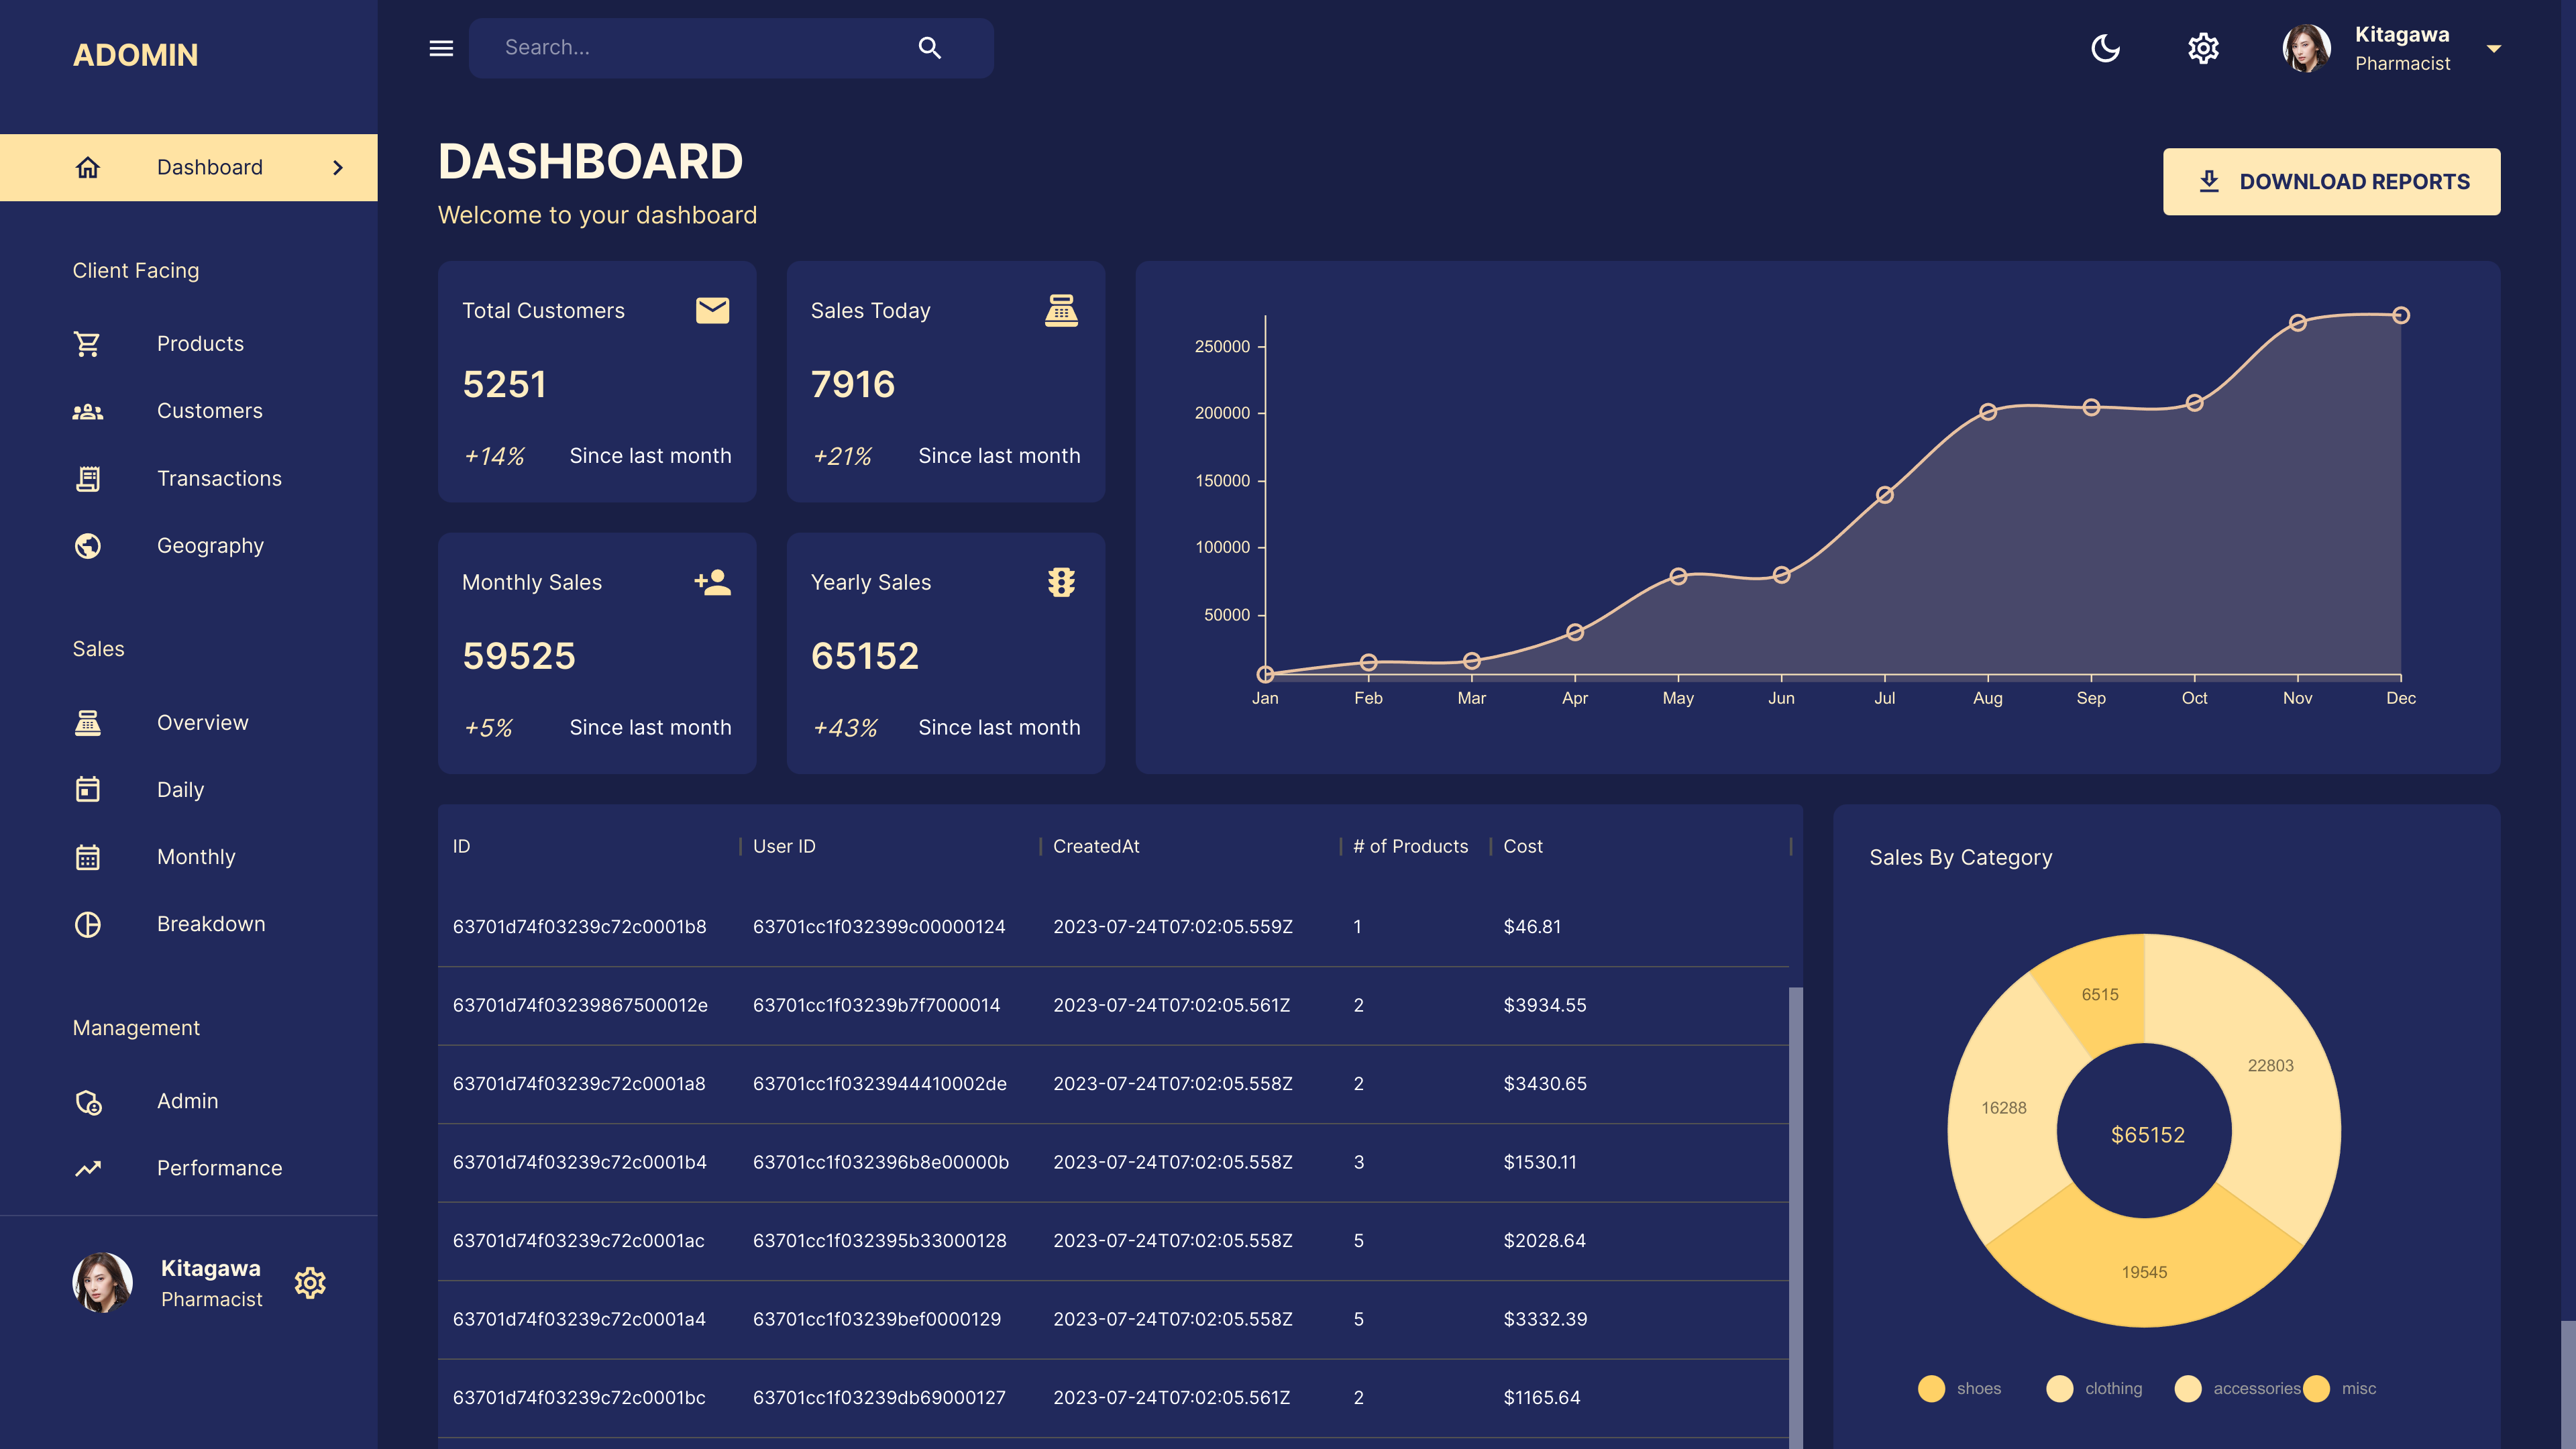 ADOMIN
Dashboard
Client Facing
Products
Customers
Transactions
Geography
Sales
Overview
Daily
Monthly
Breakdown
Management
Admin
Performance
Kitagawa
Pharmacist
Search...
Kitagawa
Pharmacist
DASHBOARD
Welcome to your dashboard
DOWNLOAD REPORTS
Total Customers
5251
+14% Since last month
Sales Today
7916
+21% Since last month
Monthly Sales
59525
+5% Since last month
Yearly Sales
65152
+43% Since last month
250000
200000
150000
100000
50000
Jan Feb Mar Apr May Jun Jul Aug Sep Oct Nov Dec
ID User ID CreatedAt # of Products Cost
63701d74f03239c72c0001b8 63701cc1f032399c00000124 2023-07-24T07:02:05.559Z 1 $46.81
63701d74f03239867500012e 63701cc1f03239b7f7000014 2023-07-24T07:02:05.561Z 2 $3934.55
63701d74f03239c72c0001a8 63701cc1f0323944410002de 2023-07-24T07:02:05.558Z 2 $3430.65
63701d74f03239c72c0001b4 63701cc1f032396b8e00000b 2023-07-24T07:02:05.558Z 3 $1530.11
63701d74f03239c72c0001ac 63701cc1f032395b33000128 2023-07-24T07:02:05.558Z 5 $2028.64
63701d74f03239c72c0001a4 63701cc1f03239bef0000129 2023-07-24T07:02:05.558Z 5 $3332.39
63701d74f03239c72c0001bc 63701cc1f03239db69000127 2023-07-24T07:02:05.561Z 2 $1165.64
Sales By Category
6515
22803
16288
$65152
19545
shoes clothing accessories misc